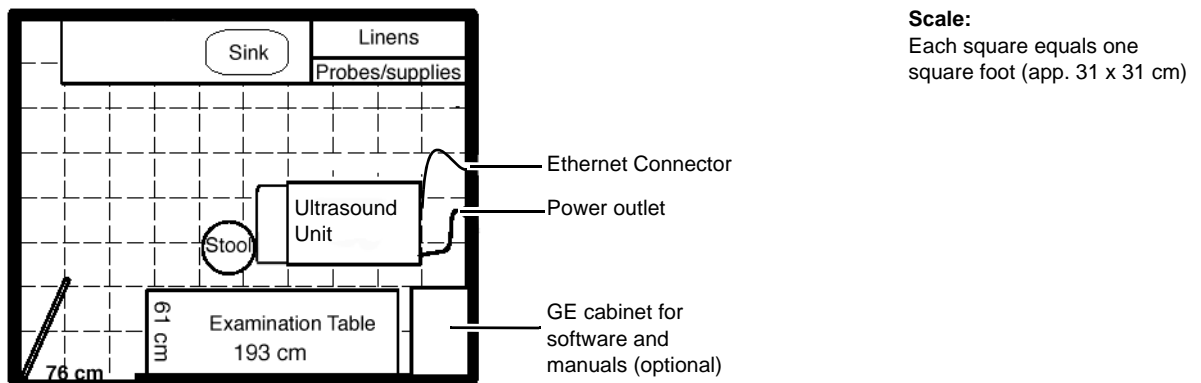 Sink
Linens
Probes/supplies
Scale:
Each square equals one
square foot (app. 31 x 31 cm)
Ethernet Connector
Ultrasound
Unit
Power outlet
Stool
61 cm
Examination Table
193 cm
GE cabinet for
software and
manuals (optional)
76 cm